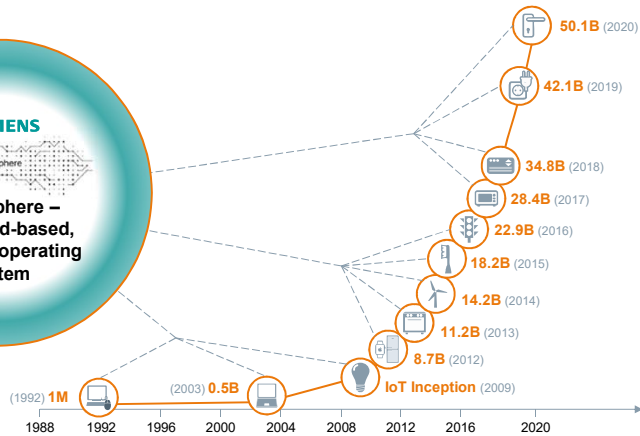 IENS
phere
phere –
d-based,
operating
tem
50.1B (2020)
42.1B (2019)
34.8B (2018)
28.4B (2017)
22.9B (2016)
18.2B (2015)
14.2B (2014)
11.2B (2013)
8.7B (2012)
IoT Inception (2009)
(2003) 0.5B
(1992) 1M
1988 1992 1996 2000 2004 2008 2012 2016 2020